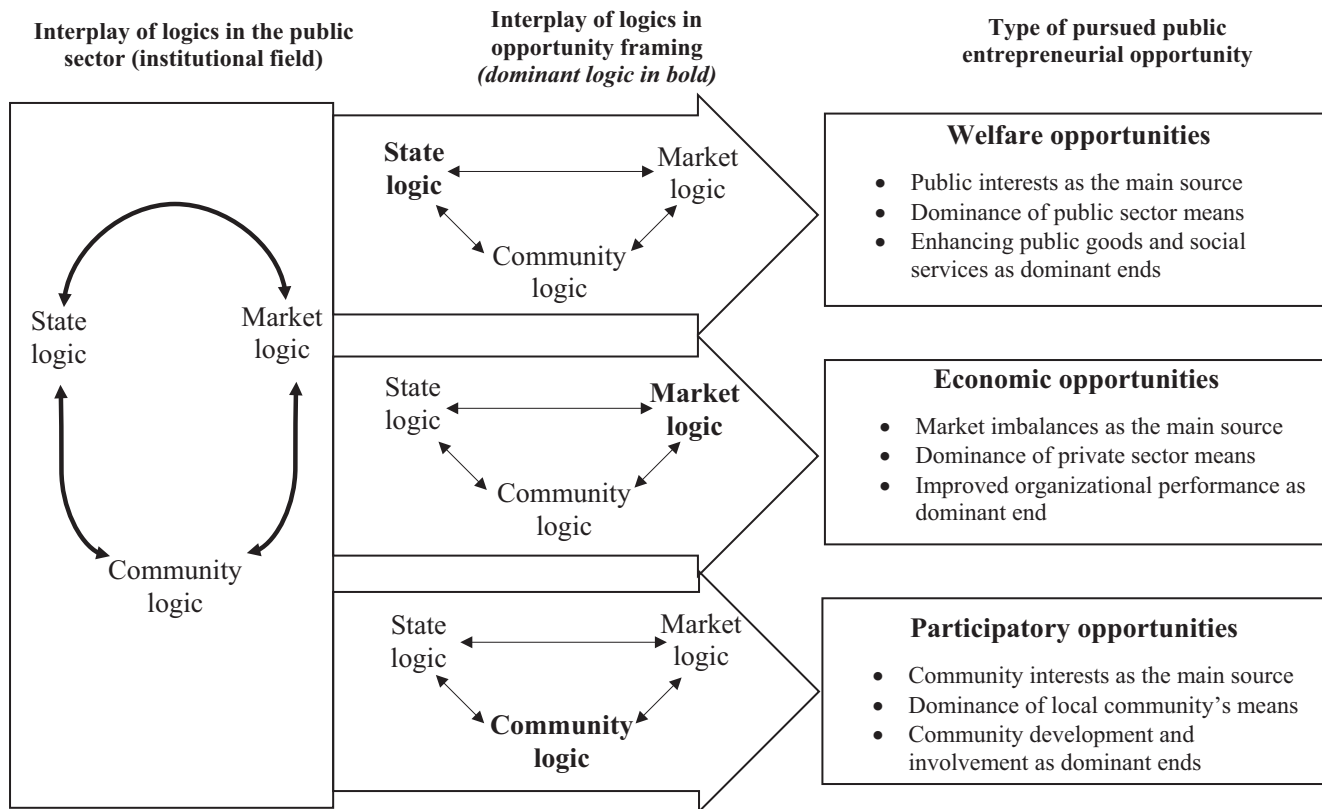 Interplay of logics in the public
sector (institutional field)
Interplay of logics in
opportunity framing
(dominant logic in bold)
Type of pursued public
entrepreneurial opportunity
State
logic
Market
logic
Community
logic
State
logic
Market
logic
Community
logic
Welfare opportunities
• Public interests as the main source
• Dominance of public sector means
• Enhancing public goods and social
services as dominant ends
State
logic
Market
logic
Community
logic
Economic opportunities
• Market imbalances as the main source
• Dominance of private sector means
• Improved organizational performance as
dominant end
State
logic
Market
logic
Community
logic
Participatory opportunities
• Community interests as the main source
• Dominance of local community’s means
• Community development and
involvement as dominant ends